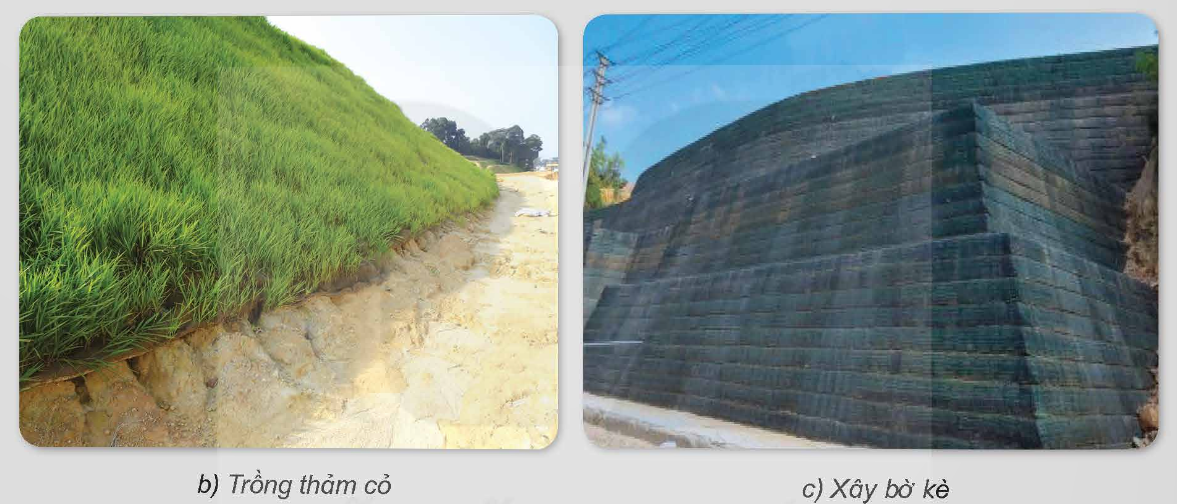 b) Trồng thảm cỏ
c) Xây bờ kè